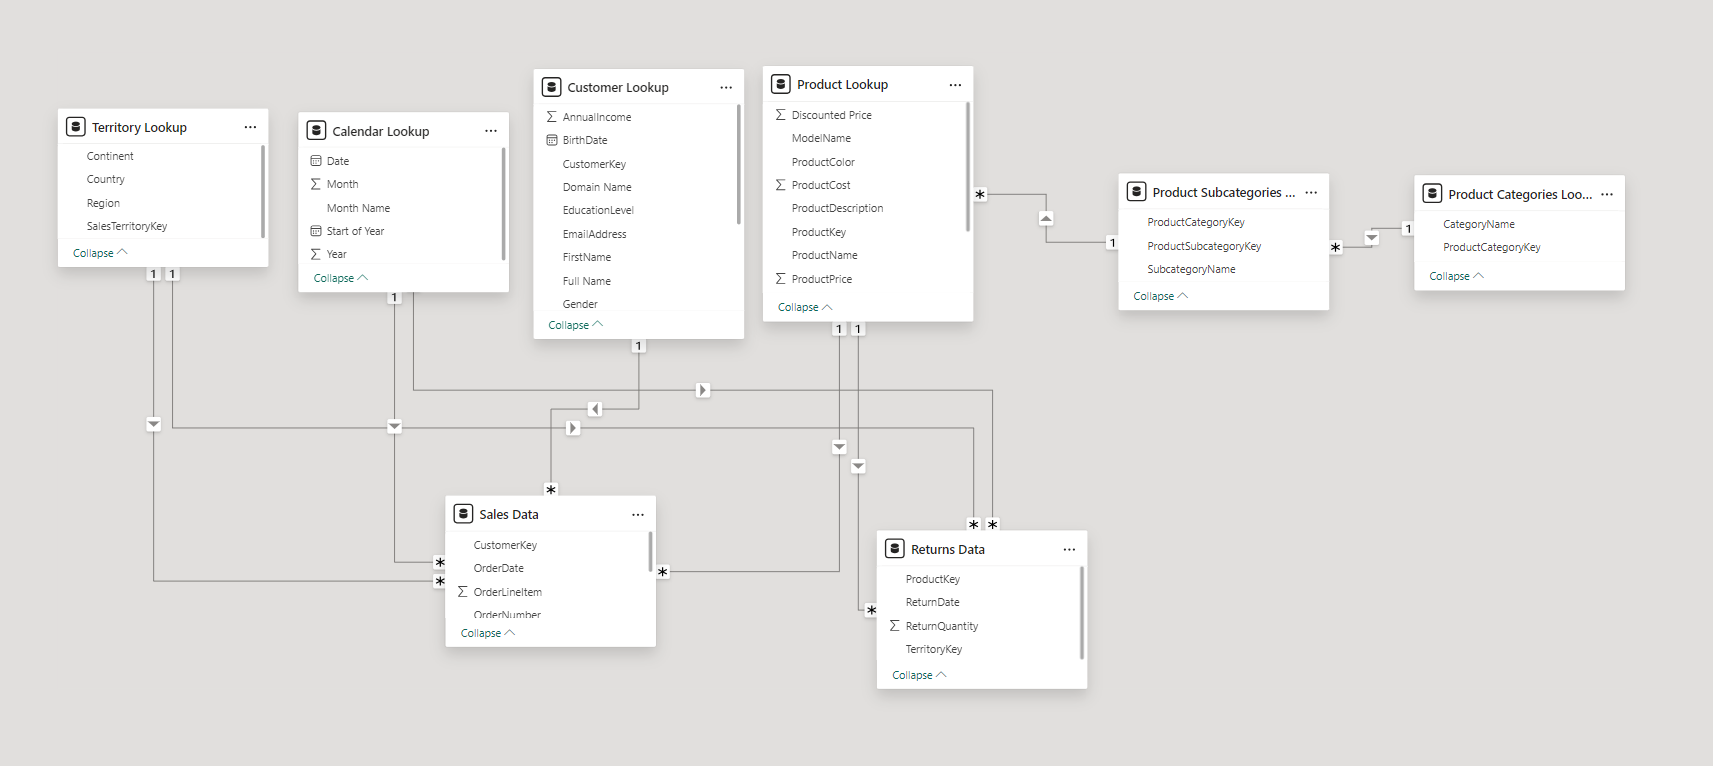 Territory Lookup
Continent
Country
Region
SalesTerritoryKey
Collapse
Calendar Lookup
Date
Month
Month Name
Start of Year
Year
Collapse
Customer Lookup
AnnualIncome
BirthDate
CustomerKey
Domain Name
EducationLevel
EmailAddress
FirstName
Full Name
Gender
Collapse
Product Lookup
Discounted Price
ModelName
ProductColor
ProductCost
ProductDescription
ProductKey
ProductName
ProductPrice
Collapse
Product Subcategories ...
ProductCategoryKey
ProductSubcategoryKey
SubcategoryName
Collapse
Product Categories Loo...
CategoryName
ProductCategoryKey
Collapse
* 1 * 1
1 1 1 1 1 1
Sales Data
CustomerKey
OrderDate
OrderLineItem
OrderNumber
Collapse
* * * *
Returns Data
ProductKey
ReturnDate
ReturnQuantity
TerritoryKey
Collapse
* * *